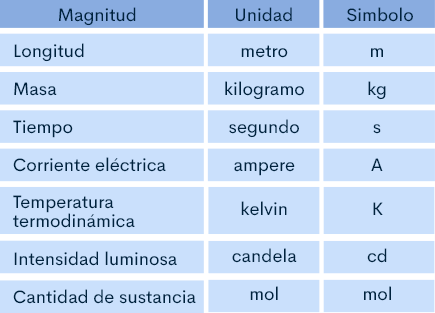 Magnitud Unidad Simbolo
Longitud metro m
Masa kilogramo kg
Tiempo segundo s
Corriente eléctrica ampere A
Temperatura
termodinámica kelvin K
Intensidad luminosa candela cd
Cantidad de sustancia mol mol